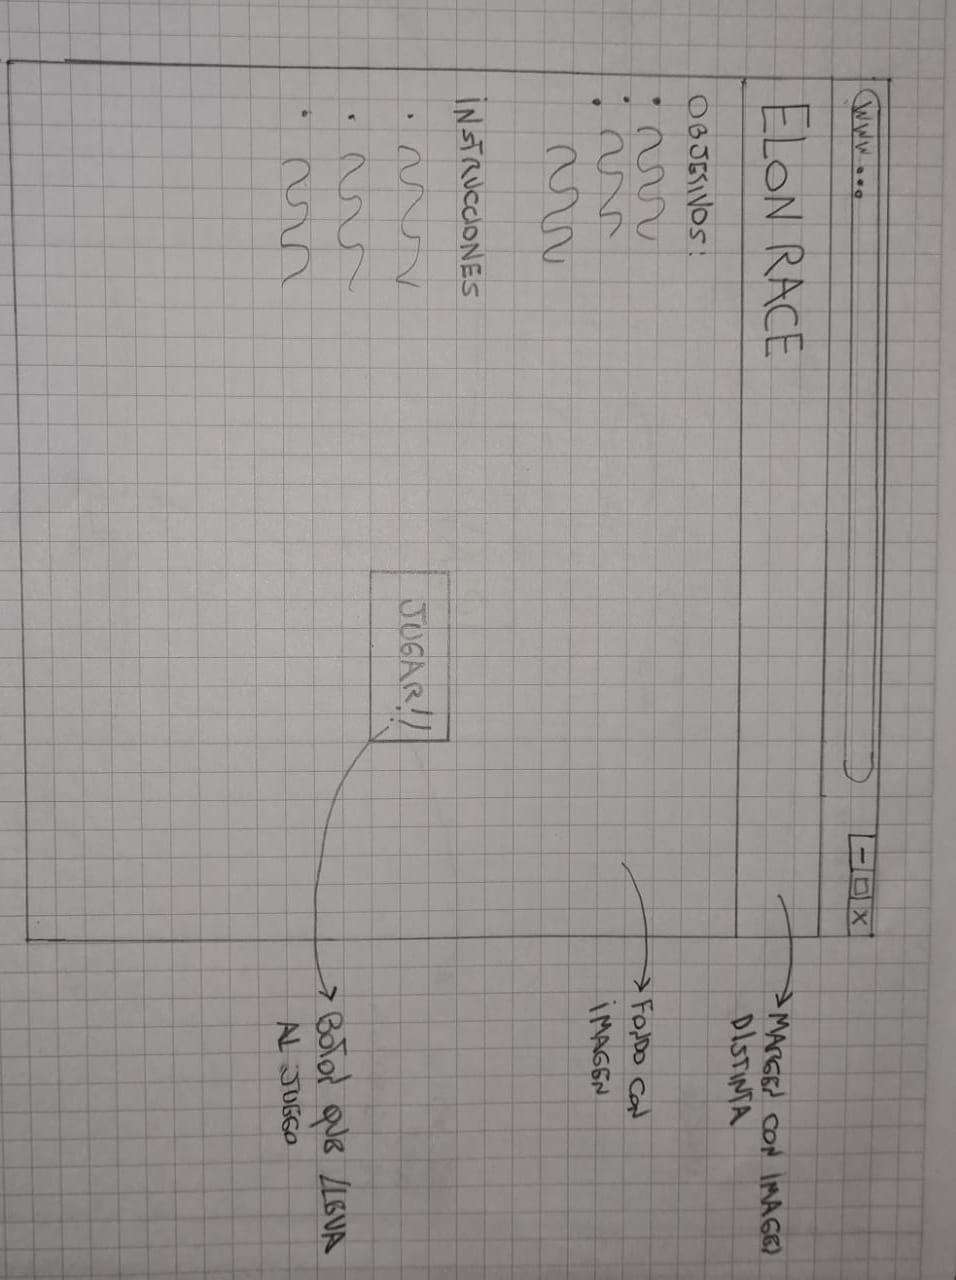 www...
- □ X
ELON RACE
MARGEN CON IMAGEN
DISTINTA
OBJETIVOS:
FONDO CON
IMAGEN
INSTRUCCIONES
JUGAR!!
BOTON QUE LLEVA
AL JUEGO